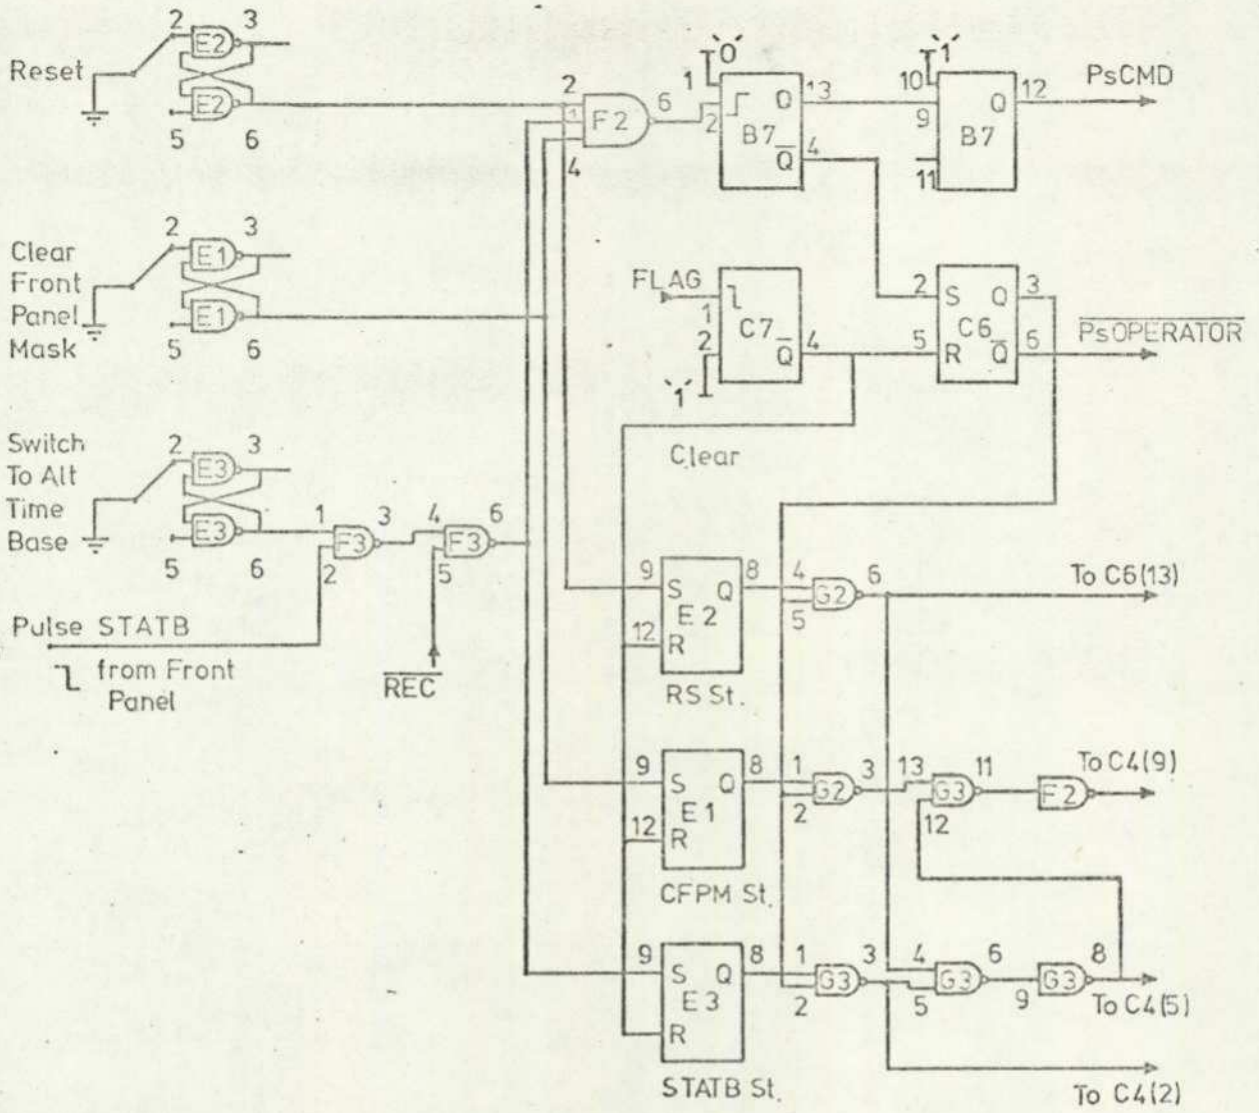 2 3
E2
Reset
E2
5 6
2 3
E1
Clear
Front
Panel
Mask
E1
5 6
Switch
To Alt
Time
Base
2 3
E3
E3
5 6
1 3
F3
2
4 6
F3
5
Pulse STATB
from Front
Panel
REC
2
1
4
F2
6
'0'
1
2
Q 13
B7
Q 4
'1'
10
9
11
Q 12
B7
PsCMD
FLAG
1
2
C7
Q 4
'1'
Clear
2 S Q 3
C6
5 R Q 6
PsOPERATOR
9 S Q 8
E2
12 R
RS St.
4 6
G2
5
To C6(13)
9 S Q 8
E1
12 R
CFPM St.
1 3
G2
2
13 11
G3
12
F2
To C4(9)
9 S Q 8
E3
R
STATB St.
1 3
G3
2
4 6
G3
5
8
G3
9
To C4(5)
To C4(2)